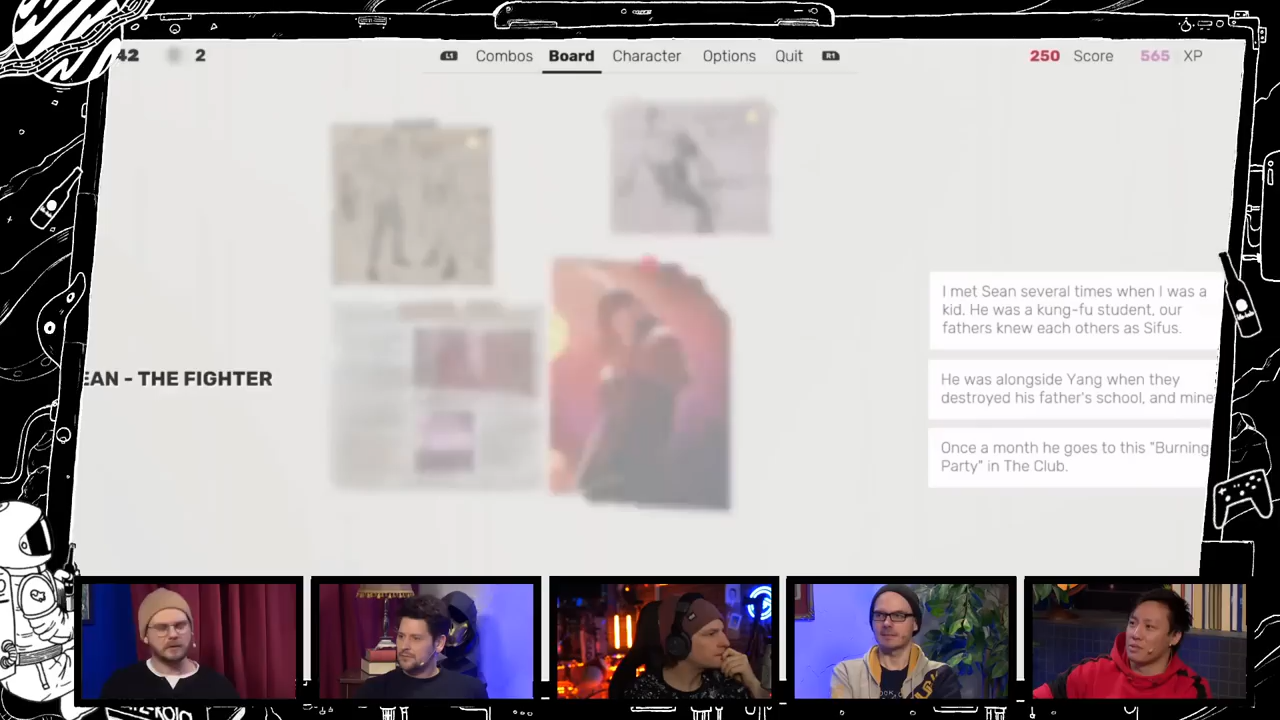 42 2 Combos Board Character Options Quit 250 Score 565 XP
I met Sean several times when I was a
kid. He was a kung-fu student, our
fathers knew each others as Sifus.
EAN - THE FIGHTER
He was alongside Yang when they
destroyed his father's school, and mine
Once a month he goes to this "Burning
Party" in The Club.